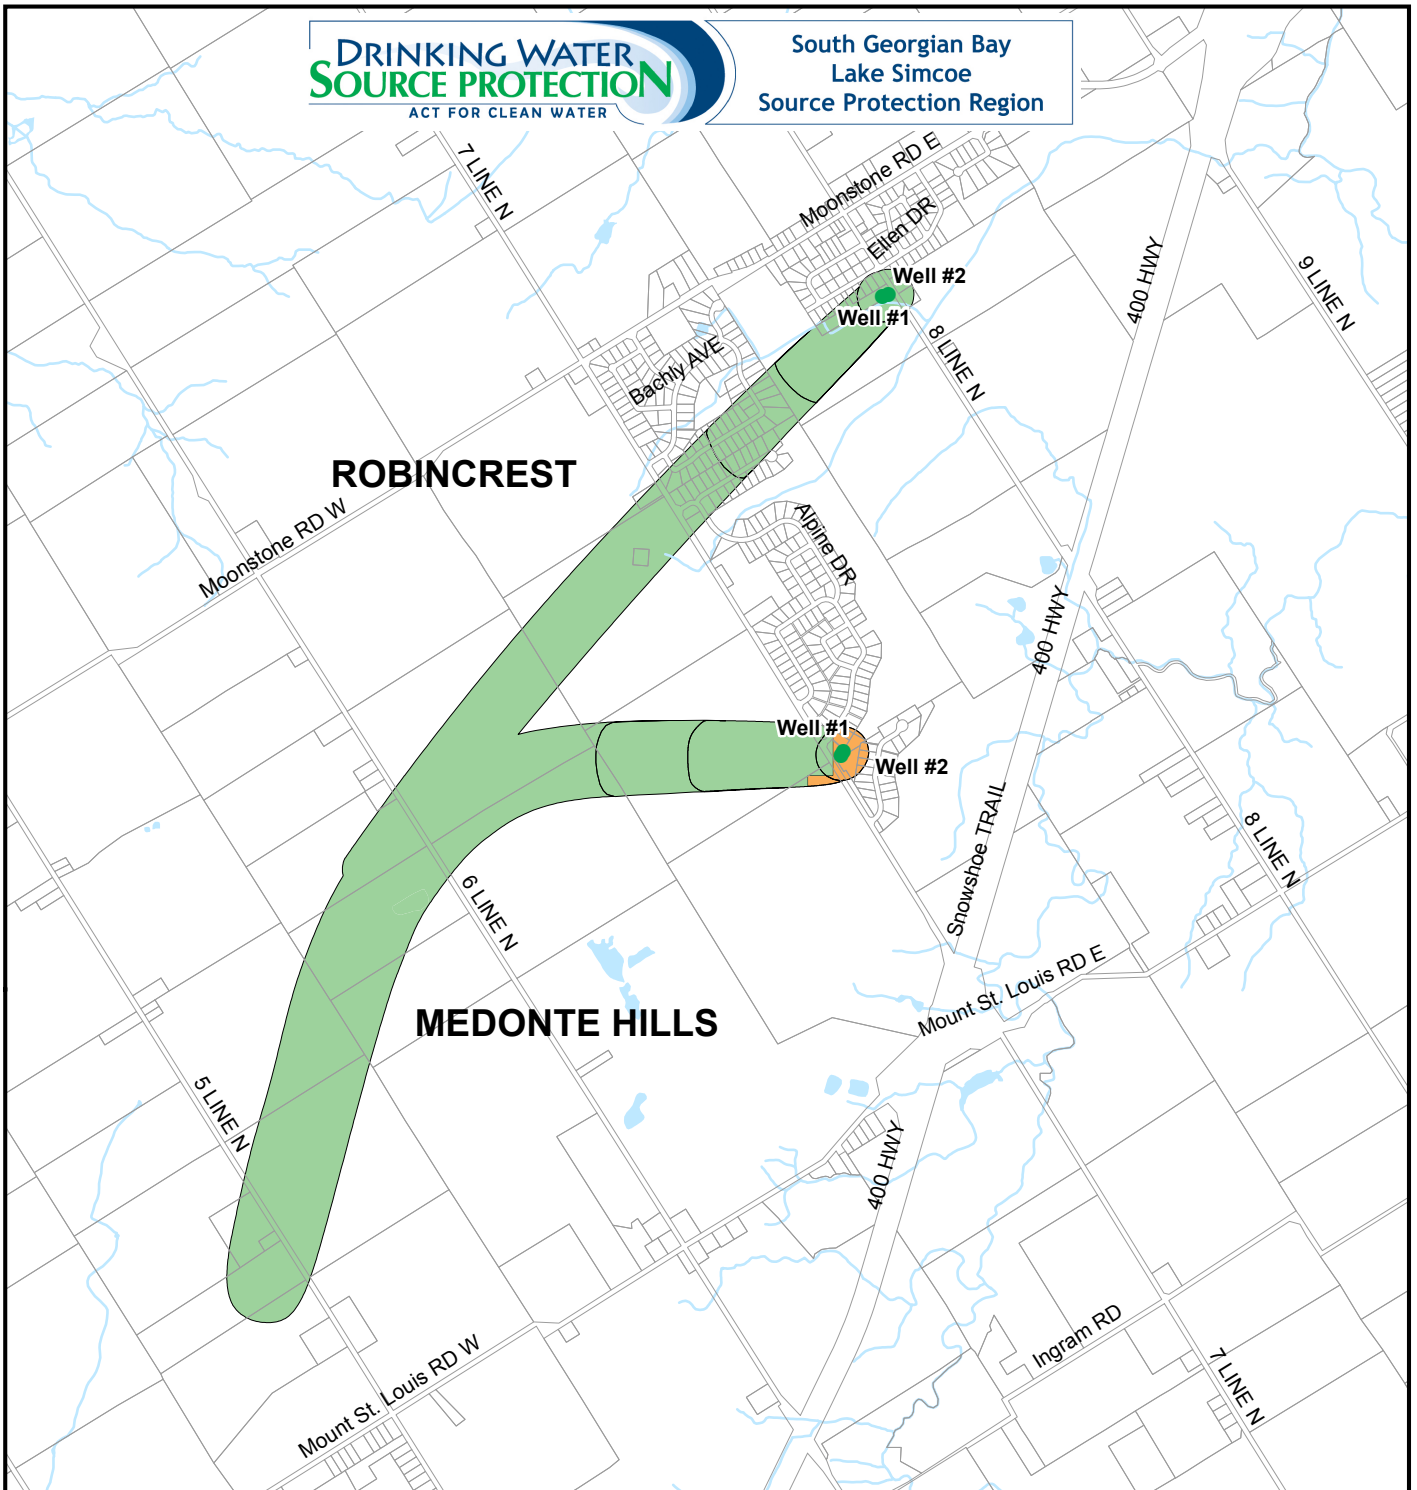 DRINKING WATER
SOURCE PROTECTION
ACT FOR CLEAN WATER
South Georgian Bay
Lake Simcoe
Source Protection Region
7 LINE N
Moonstone RD E
Ellen DR
Well #2
Well #1
400 HWY
9 LINE N
8 LINE N
Bachly AVE
ROBINCREST
Moonstone RD W
Alpine DR
400 HWY
Well #1
Well #2
Snowshoe TRAIL
8 LINE N
6 LINE N
Mount St. Louis RD E
MEDONTE HILLS
5 LINE N
400 HWY
Ingram RD
Mount St. Louis RD W
7 LINE N